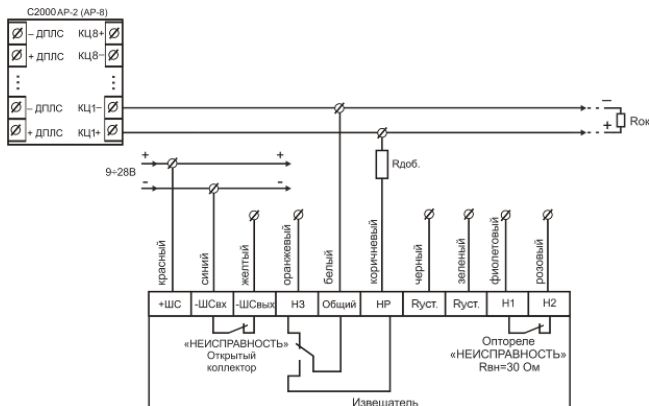 С2000 АР-2 (АР-8)
– ДПЛС КЦ8+
+ ДПЛС КЦ8–
– ДПЛС КЦ1–
+ ДПЛС КЦ1+
–
+
Rок
+ +
9÷28В
- -
Rдоб.
красный
синий
желтый
оранжевый
белый
коричневый
черный
зеленый
фиолетовый
розовый
+ШС -ШСвх -ШСвых НЗ Общий НР Rуст. Rуст. Н1 Н2
«НЕИСПРАВНОСТЬ»
Открытый
коллектор
Оптореле
«НЕИСПРАВНОСТЬ»
Rвн=30 Ом
Извещатель